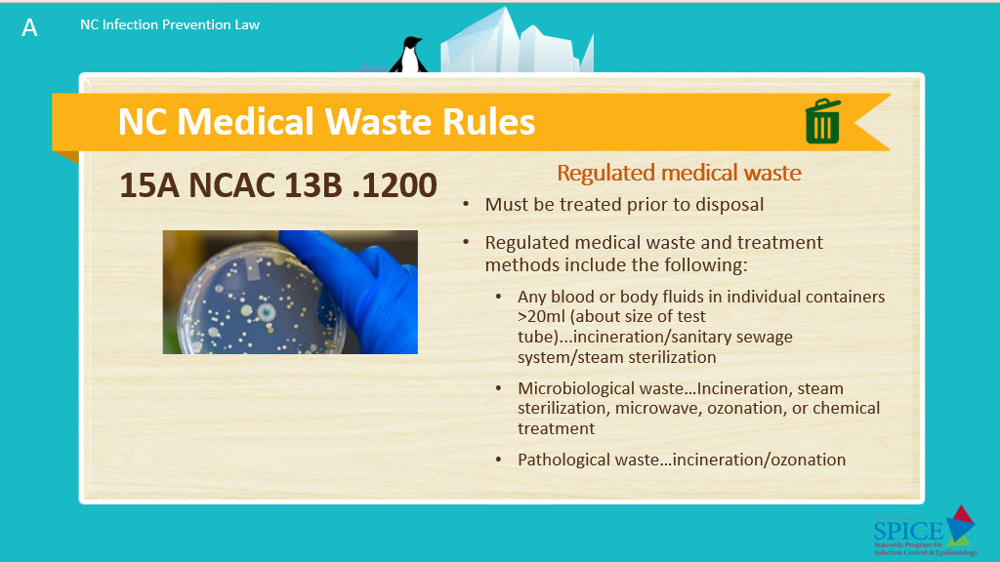 A
NC Infection Prevention Law
NC Medical Waste Rules
15A NCAC 13B .1200
Regulated medical waste
• Must be treated prior to disposal
• Regulated medical waste and treatment
methods include the following:
• Any blood or body fluids in individual containers
>20ml (about size of test
tube)...incineration/sanitary sewage
system/steam sterilization
• Microbiological waste…Incineration, steam
sterilization, microwave, ozonation, or chemical
treatment
• Pathological waste…incineration/ozonation
SPICE
Statewide Program for
Infection Control & Epidemiology